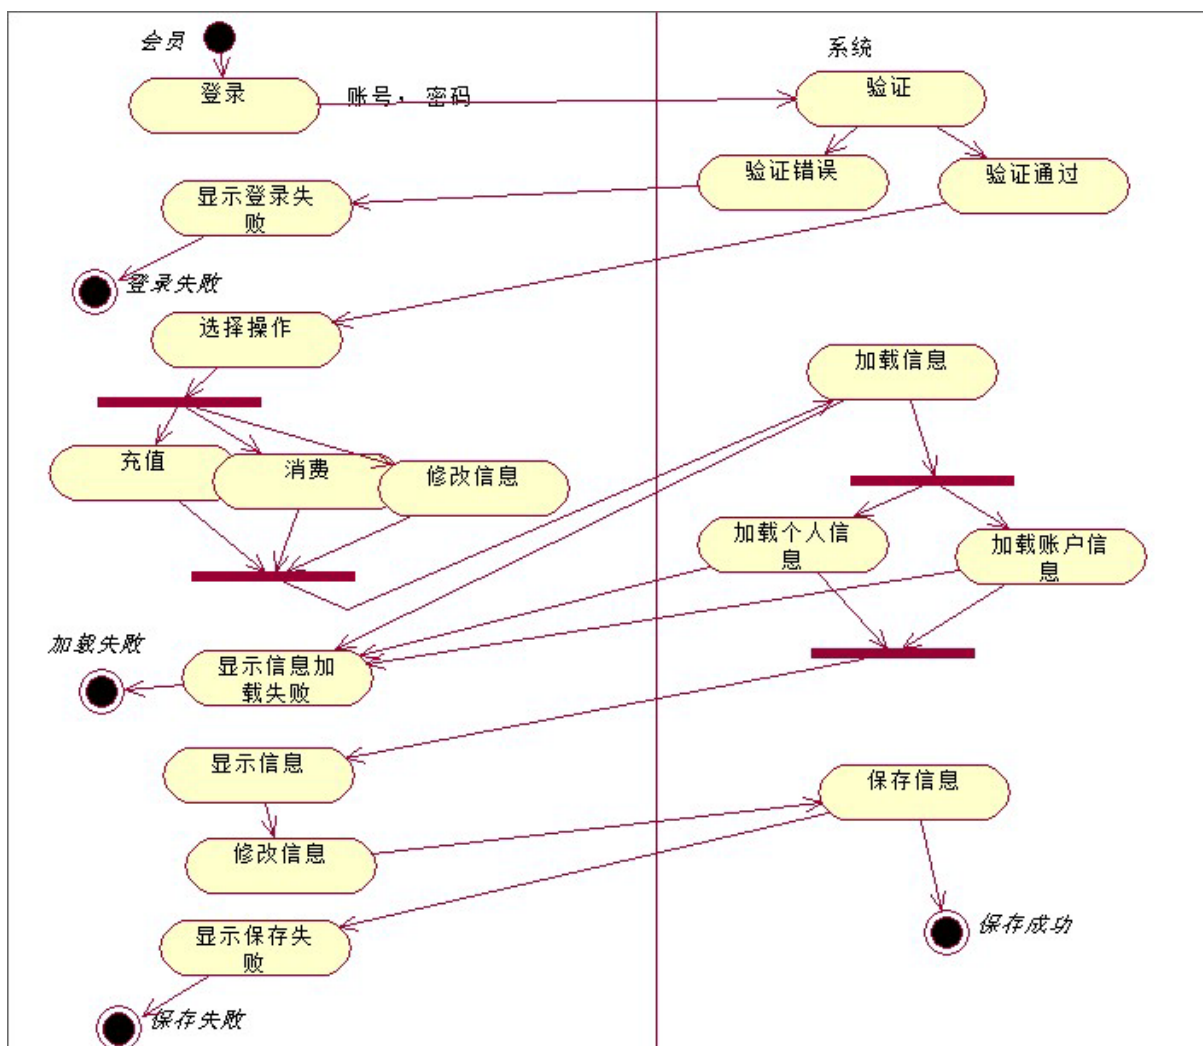 会员
系统
登录
账号，密码
验证
验证错误
验证通过
显示登录失
败
登录失败
选择操作
加载信息
充值
消费
修改信息
加载个人信
息
加载账户信
息
加载失败
显示信息加
载失败
显示信息
保存信息
修改信息
显示保存失
败
保存成功
保存失败